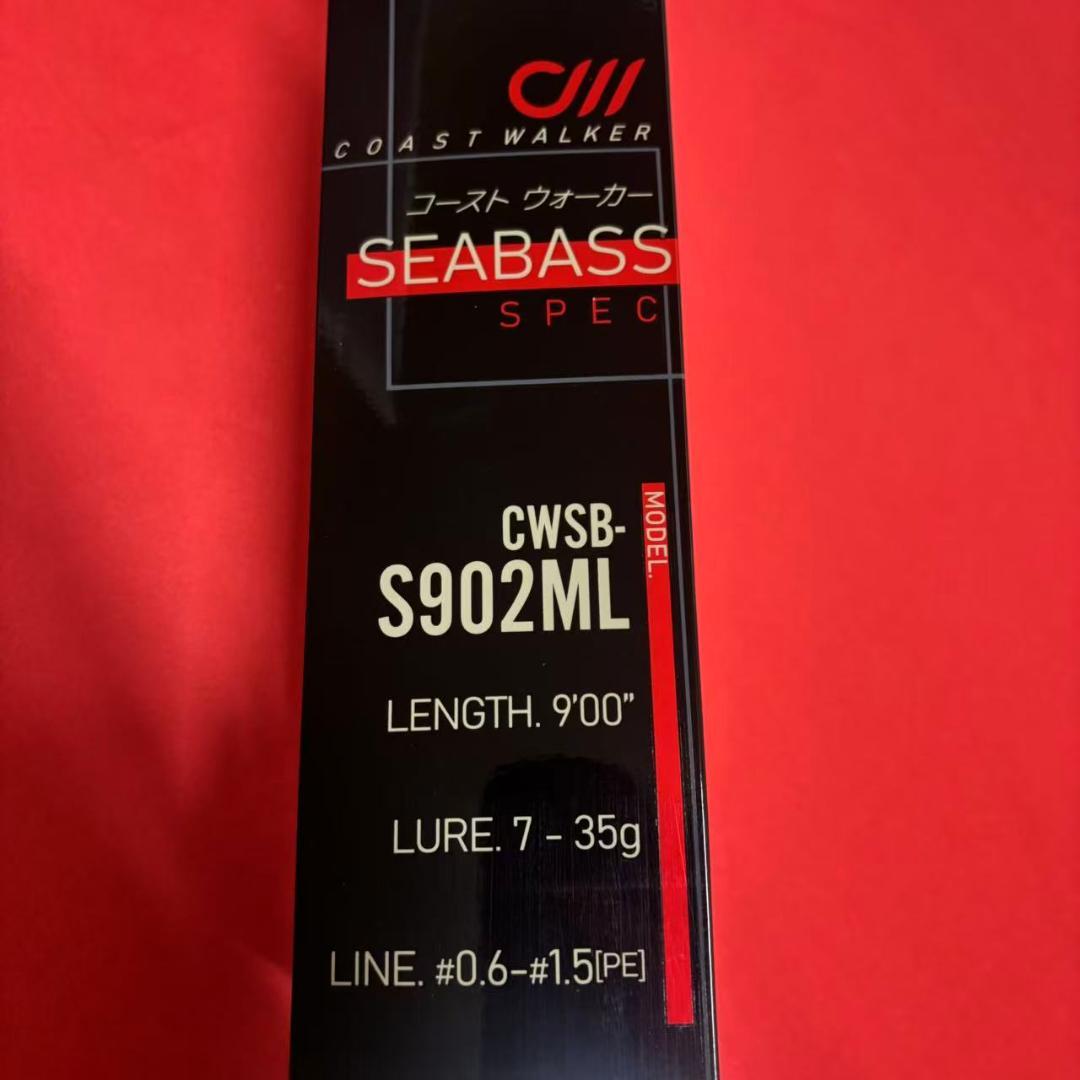 CW
COAST WALKER
コースト ウォーカー
SEABASS
SPEC
MODEL.
CWSB-
S902ML
LENGTH. 9'00”
LURE. 7 - 35g
LINE. #0.6-#1.5[PE]